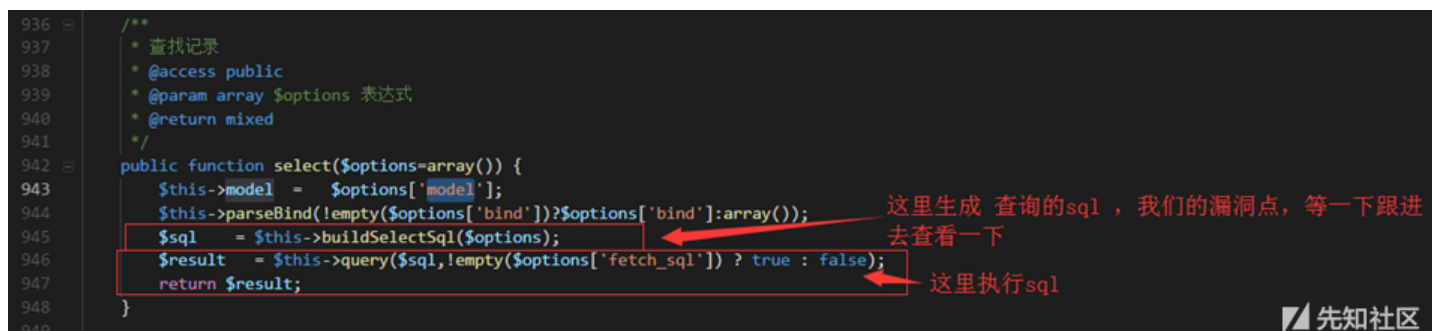 936 /**
937 * 查找记录
938 * @access public
939 * @param array $options 表达式
940 * @return mixed
941 */
942 public function select($options=array()) {
943 $this->model = $options['model'];
944 $this->parseBind(!empty($options['bind'])?$options['bind']:array());
945 $sql = $this->buildSelectSql($options);
946 $result = $this->query($sql,!empty($options['fetch_sql']) ? true : false);
947 return $result;
948 }
这里生成 查询的sql ，我们的漏洞点，等一下跟进
去查看一下
这里执行sql
先知社区